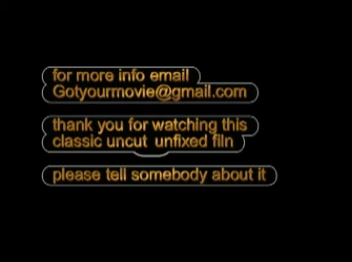 for more info email
Gotyourmovie@gmail.com
thank you for watching this
classic uncut unfixed filn
please tell somebody about it